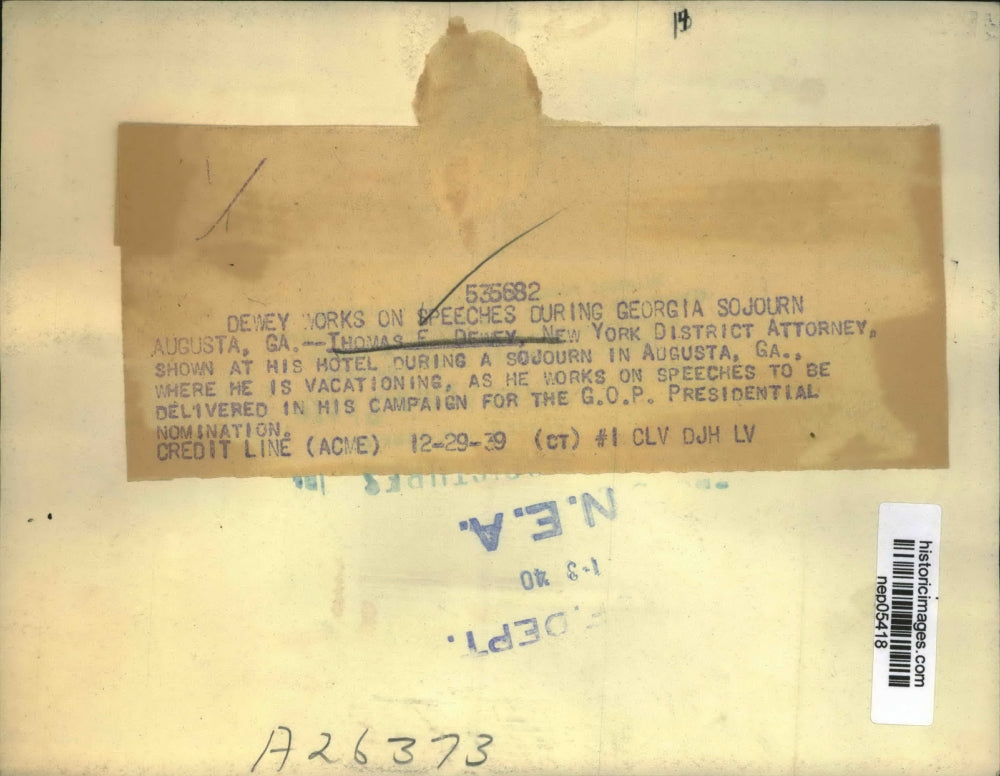 14
535682
DEWEY WORKS ON SPEECHES DURING GEORGIA SOJOURN
AUGUSTA, GA.--THOMAS E. DEWEY, NEW YORK DISTRICT ATTORNEY,
SHOWN AT HIS HOTEL DURING A SOJOURN IN AUGUSTA, GA.,
WHERE HE IS VACATIONING, AS HE WORKS ON SPEECHES TO BE
DELIVERED IN HIS CAMPAIGN FOR THE G.O.P. PRESIDENTIAL
NOMINATION.
CREDIT LINE (ACME) 12-29-39 (CT) #1 CLV DJH LV
N.E.A.
1-3 40
F.DEPT.
historicimages.com
nep05418
A26373